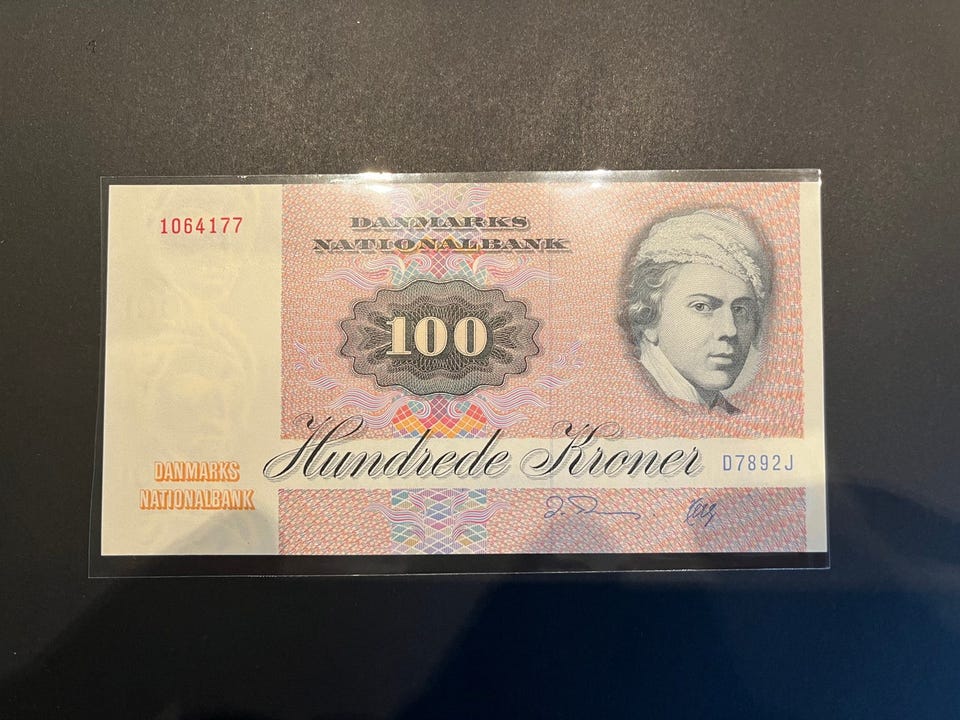 1064177
DANMARKS
NATIONALBANK
100
Hundrede Kroner
D7892J
DANMARKS
NATIONALBANK